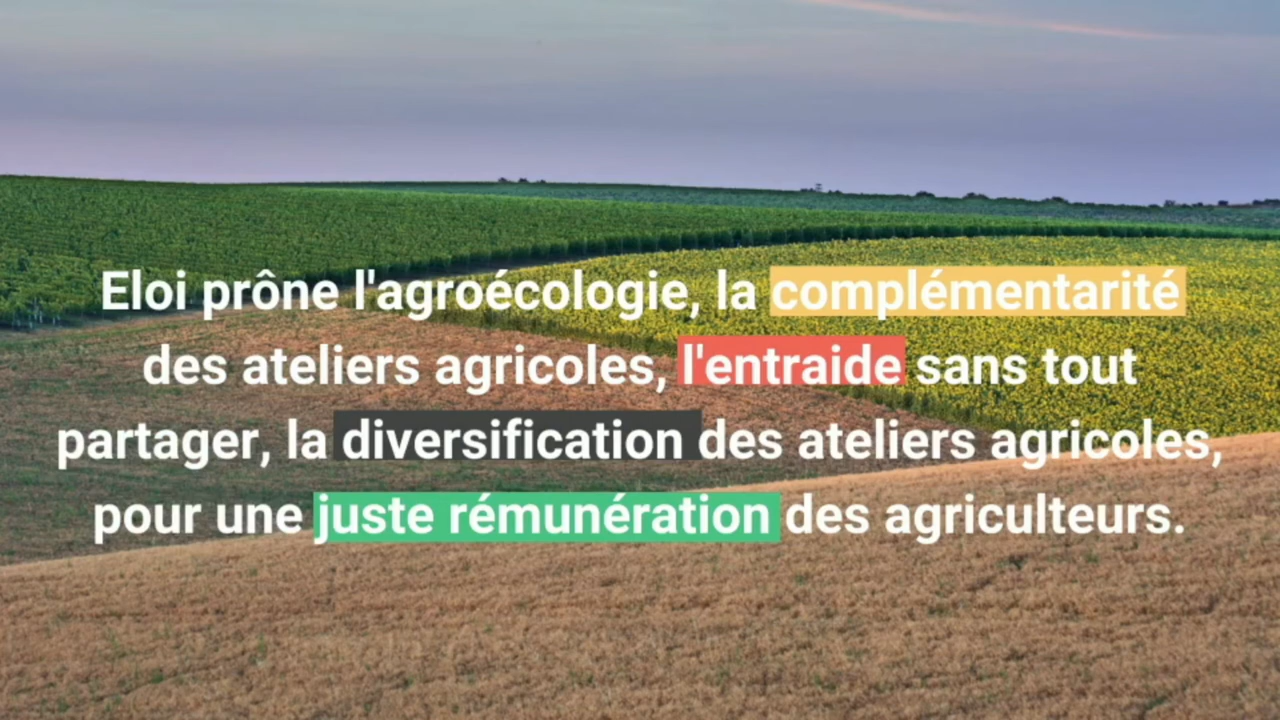 Eloi prône l'agroécologie, la complémentarité
des ateliers agricoles, l'entraide sans tout
partager, la diversification des ateliers agricoles,
pour une juste rémunération des agriculteurs.